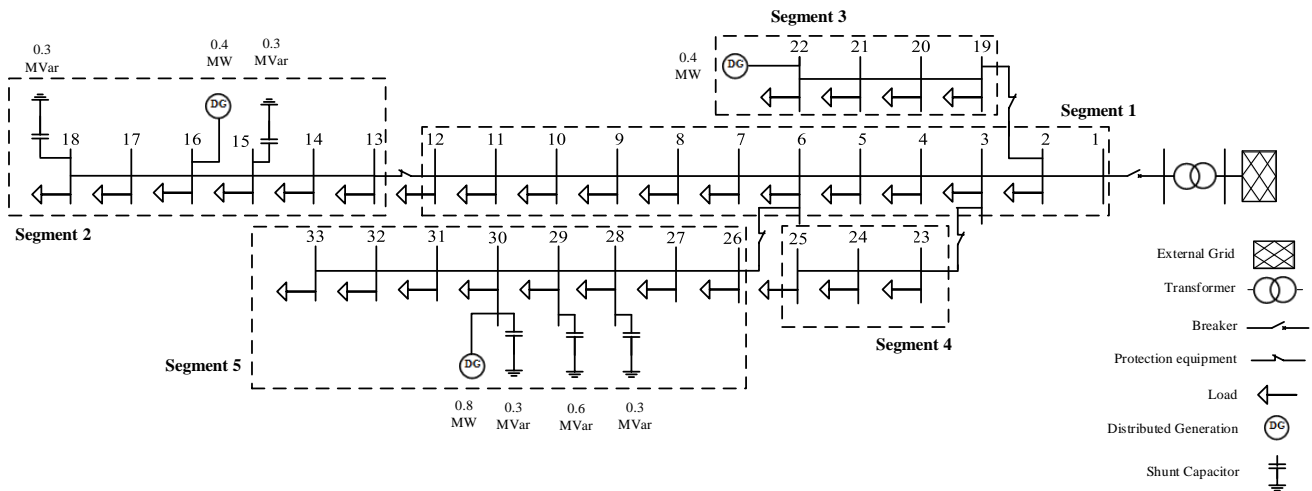 Segment 3
0.3
MVar
0.4
MW
0.3
MVar
0.4
MW
DG
22
21
20
19
Segment 1
DG
18
17
16
15
14
13
12
11
10
9
8
7
6
5
4
3
2
1
Segment 2
33
32
31
30
29
28
27
26
25
24
23
Segment 4
Segment 5
DG
0.8
MW
0.3
MVar
0.6
MVar
0.3
MVar
External Grid
Transformer
Breaker
Protection equipment
Load
Distributed Generation
DG
Shunt Capacitor